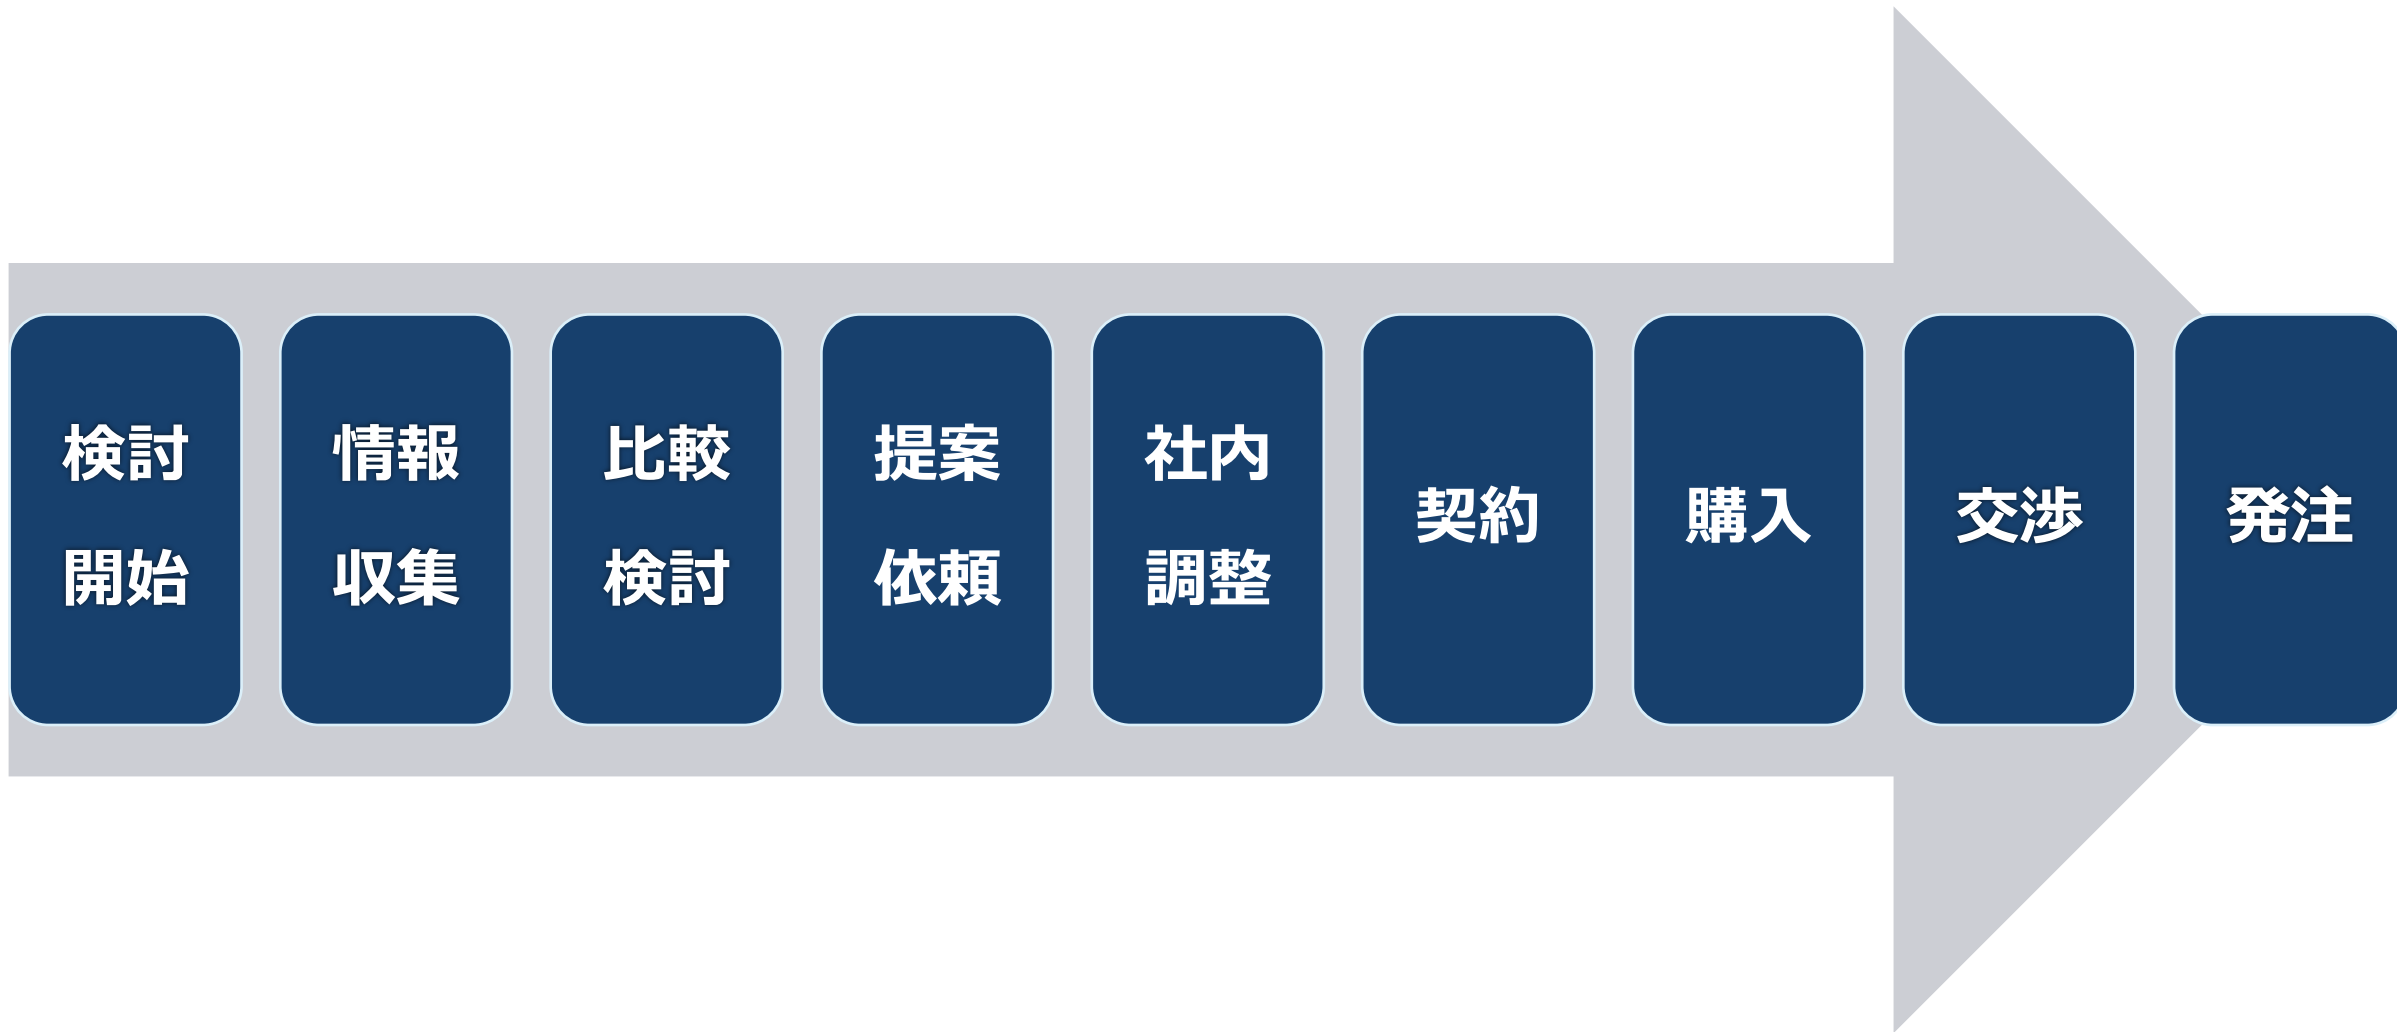 検討
開始
情報
収集
比較
検討
提案
依頼
社内
調整
契約
購入
交渉
発注